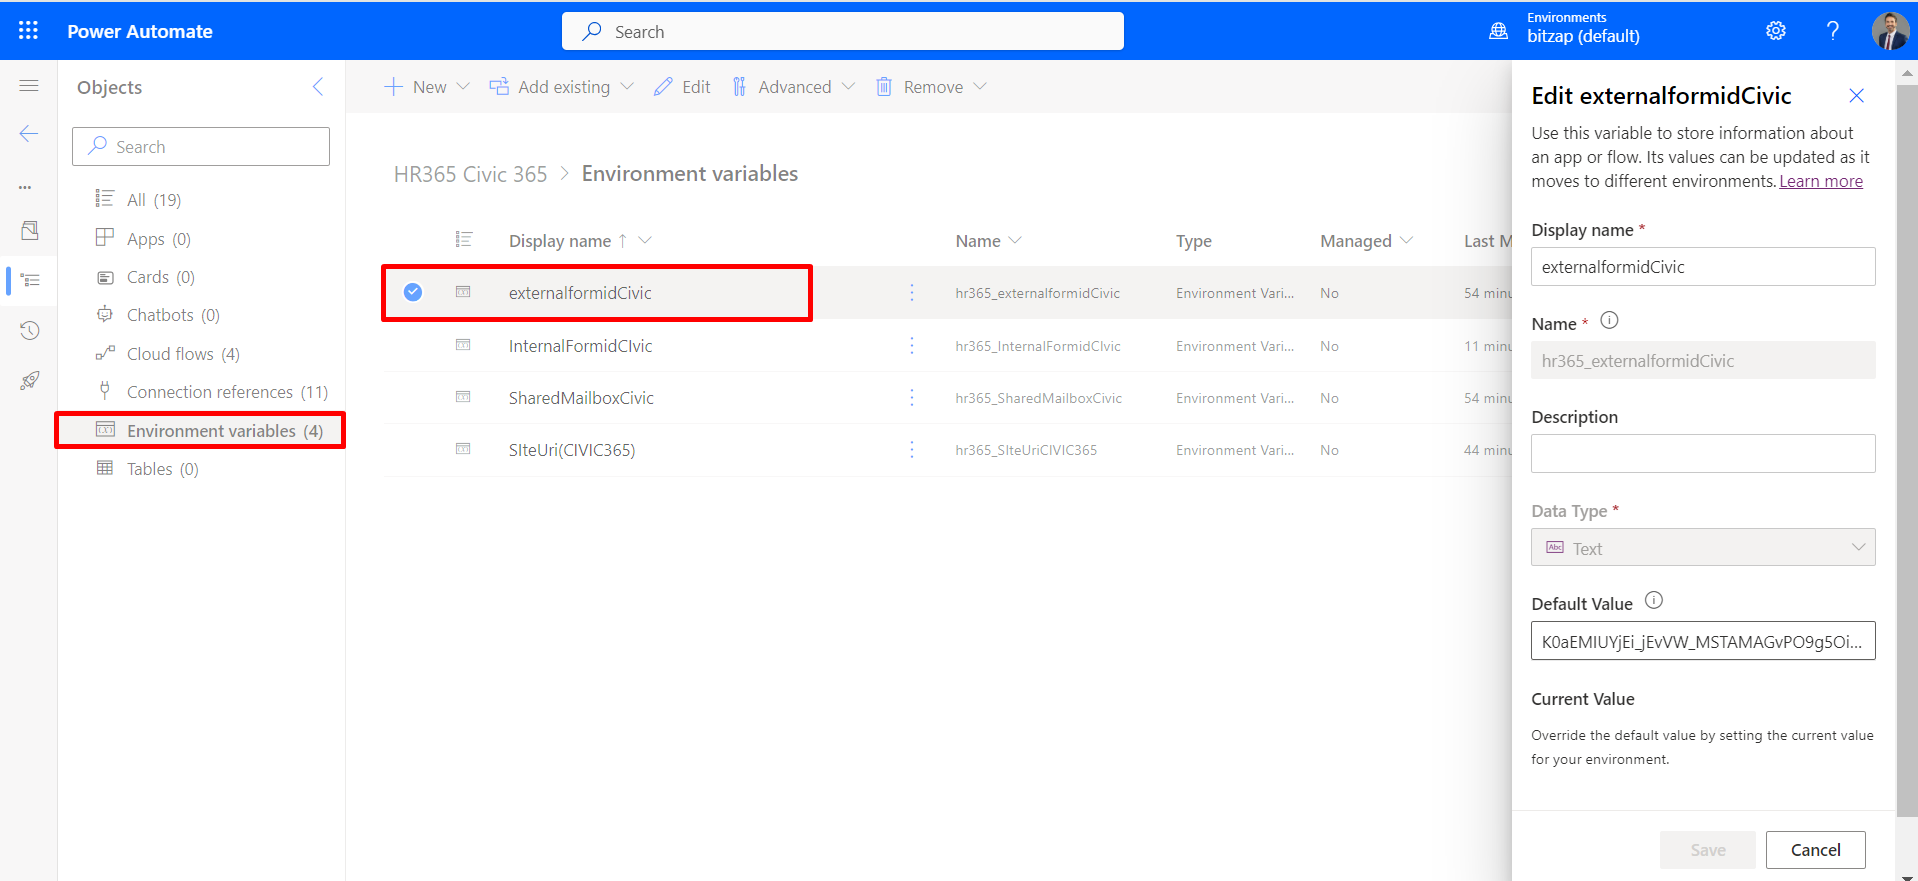 Power Automate
Search
Environments
bitzap (default)
?
Objects
Search
All (19)
Apps (0)
Cards (0)
Chatbots (0)
Cloud flows (4)
Connection references (11)
Environment variables (4)
Tables (0)
New
Add existing
Edit
Advanced
Remove
HR365 Civic 365 > Environment variables
Display name ↑ Name Type Managed Last M
externalformidCivic hr365_externalformidCivic Environment Vari... No 54 minu
InternalFormidCIvic hr365_InternalFormidCIvic Environment Vari... No 11 minu
SharedMailboxCivic hr365_SharedMailboxCivic Environment Vari... No 54 minu
SIteUri(CIVIC365) hr365_SIteUriCIVIC365 Environment Vari... No 44 minu
Edit externalformidCivic
Use this variable to store information about
an app or flow. Its values can be updated as it
moves to different environments. Learn more
Display name *
externalformidCivic
Name *
hr365_externalformidCivic
Description
Data Type *
Abc Text
Default Value
K0aEMIUYjEi_jEvVW_MSTAMAGvPO9g5Oi...
Current Value
Override the default value by setting the current value
for your environment.
Save
Cancel